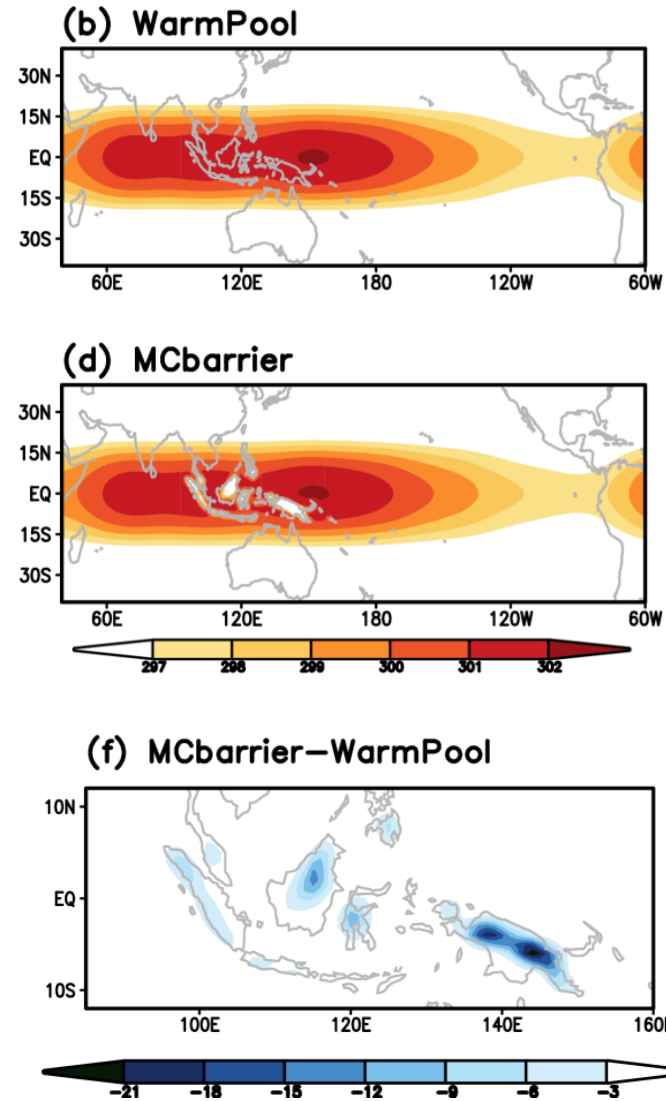 (b) WarmPool
30N
15N
EQ
15S
30S
60E 120E 180 120W 60W
(d) MCbarrier
30N
15N
EQ
15S
30S
60E 120E 180 120W 60W
297 298 299 300 301 302
(f) MCbarrier-WarmPool
10N
EQ
10S
100E 120E 140E 160E
-21 -18 -15 -12 -9 -6 -3